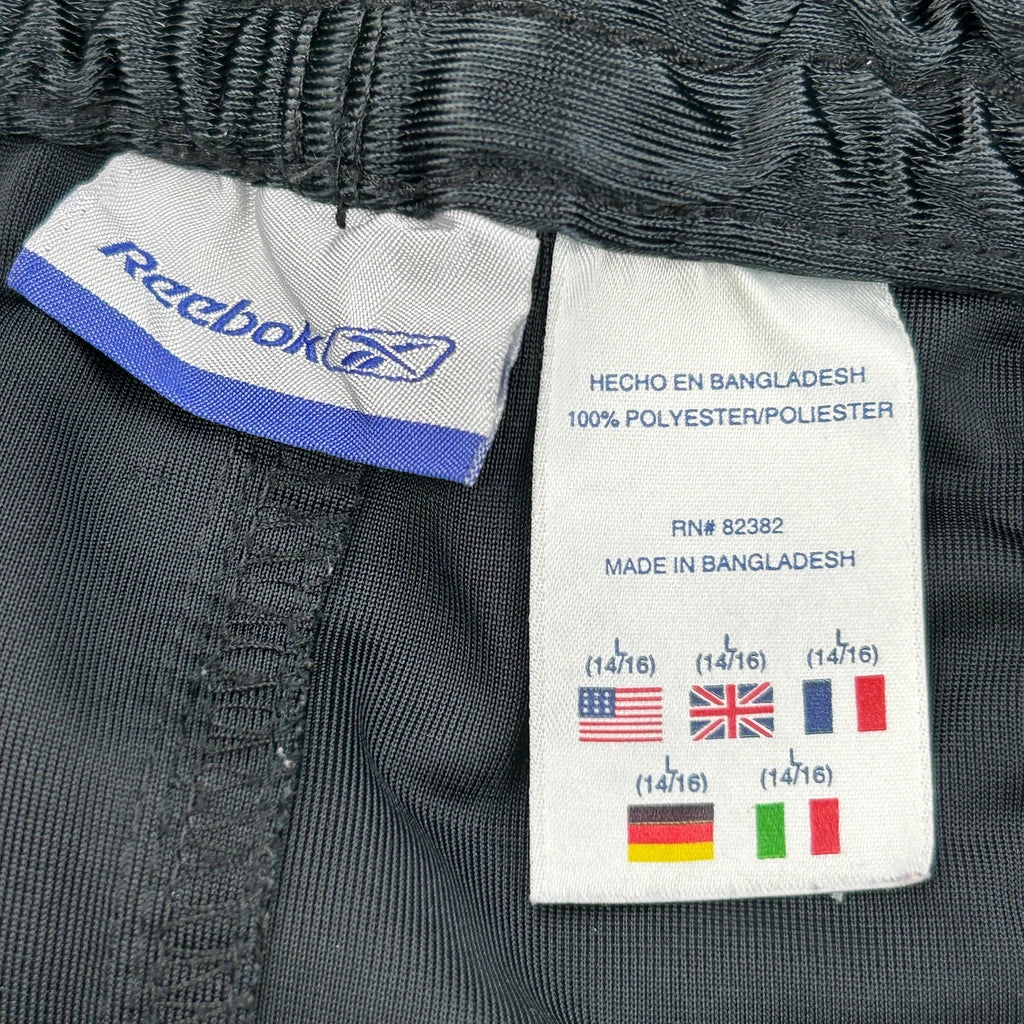 Reebok
HECHO EN BANGLADESH
100% POLYESTER/POLIESTER
RN# 82382
MADE IN BANGLADESH
L L L
(14/16) (14/16) (14/16)
L L
(14/16) (14/16)